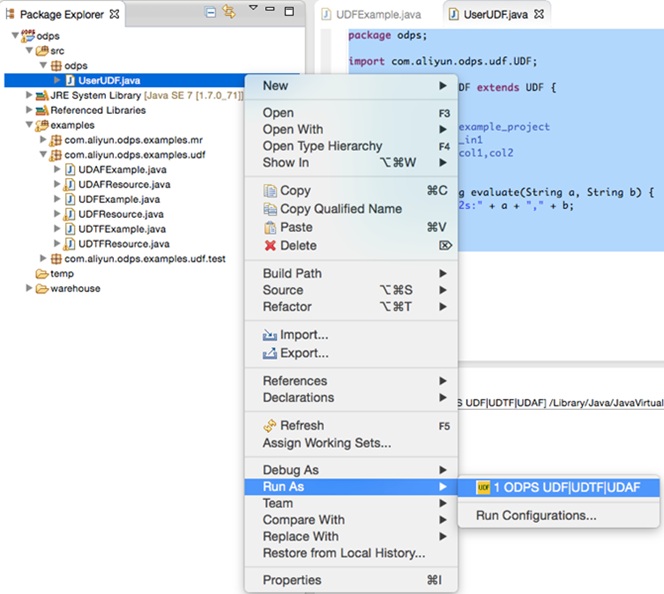 Package Explorer
odps
src
odps
UserUDF.java
JRE System Library [Java SE 7 [1.7.0_71]]
Referenced Libraries
examples
com.aliyun.odps.examples.mr
com.aliyun.odps.examples.udf
UDAFExample.java
UDAFResource.java
UDFExample.java
UDFResource.java
UDTFExample.java
UDTFResource.java
com.aliyun.odps.examples.udf.test
temp
warehouse
UDFExample.java
UserUDF.java
package odps;
import com.aliyun.odps.udf.UDF;
DF extends UDF {
example_project
_in1
col1,col2
g evaluate(String a, String b) {
2s:" + a + "," + b;
New
Open F3
Open With
Open Type Hierarchy F4
Show In ⌥⌘W
Copy ⌘C
Copy Qualified Name
Paste ⌘V
Delete ⌦
Build Path
Source ⌥⌘S
Refactor ⌥⌘T
Import...
Export...
References
Declarations
Refresh F5
Assign Working Sets...
Debug As
Run As
Team
Compare With
Replace With
Restore from Local History...
Properties ⌘I
S UDF|UDTF|UDAF] /Library/Java/JavaVirtual
UDF 1 ODPS UDF|UDTF|UDAF
Run Configurations...